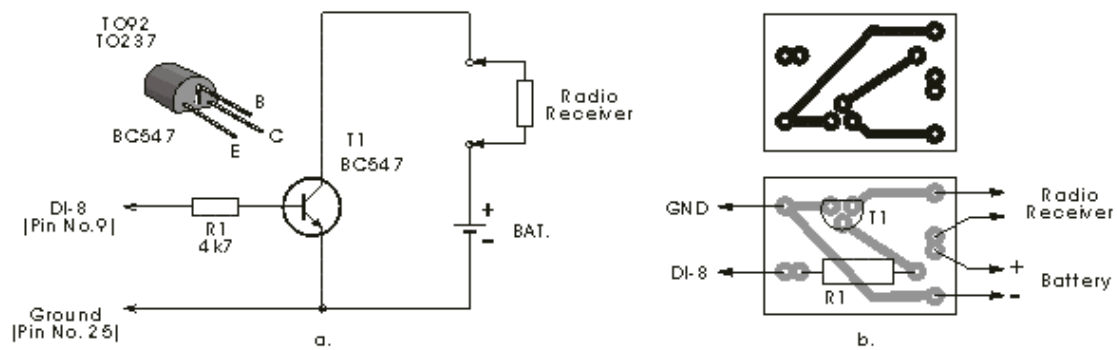 TO92
TO237
B
C
E
BC547
T1
BC547
Radio
Receiver
DI-8
|Pin No.9|
R1
4k7
+
-
BAT.
Ground
|Pin No. 25|
a.
GND
T1
DI-8
R1
Radio
Receiver
+
Battery
-
b.